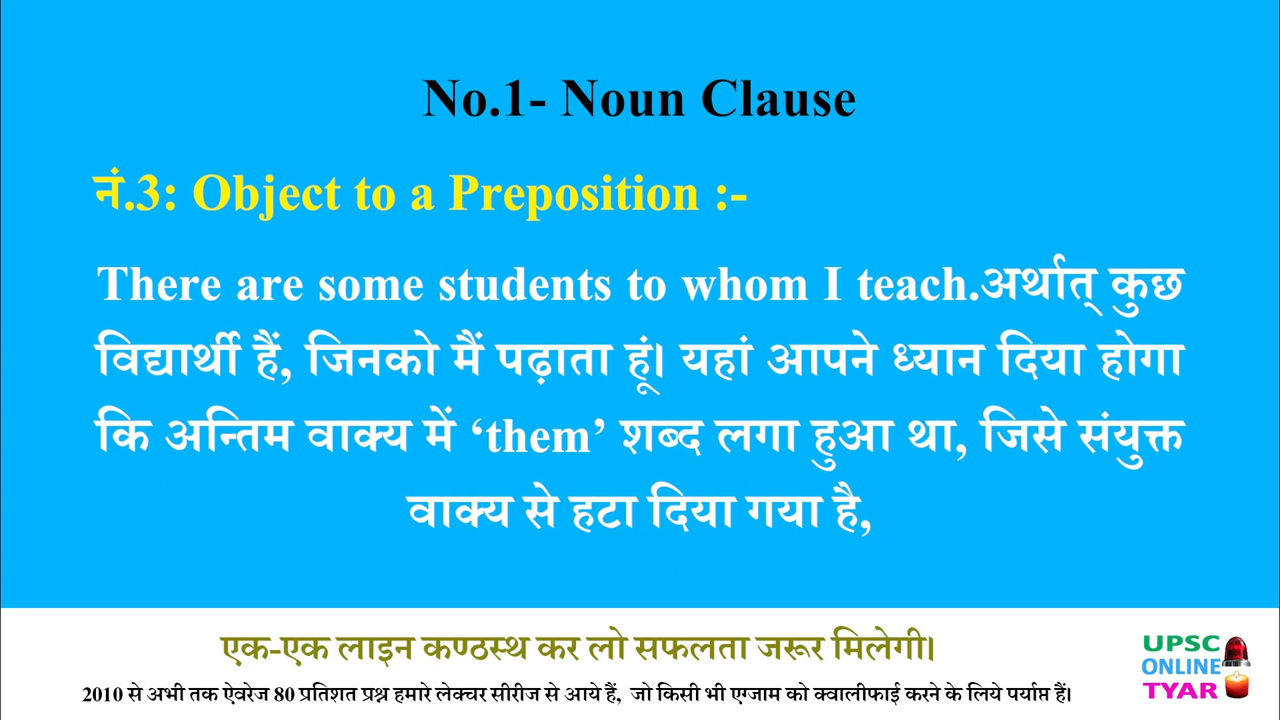 No.1- Noun Clause
नं.3: Object to a Preposition :-
There are some students to whom I teach.अर्थात् कुछ
विद्यार्थी हैं, जिनको मैं पढ़ाता हूं। यहां आपने ध्यान दिया होगा
कि अन्तिम वाक्य में ‘them’ शब्द लगा हुआ था, जिसे संयुक्त
वाक्य से हटा दिया गया है,
एक-एक लाइन कण्ठस्थ कर लो सफलता जरूर मिलेगी।
2010 से अभी तक ऐवरेज 80 प्रतिशत प्रश्न हमारे लेक्चर सीरीज से आये हैं, जो किसी भी एग्जाम को क्वालीफाई करने के लिये पर्याप्त हैं।
UPSC
ONLINE
TYAR